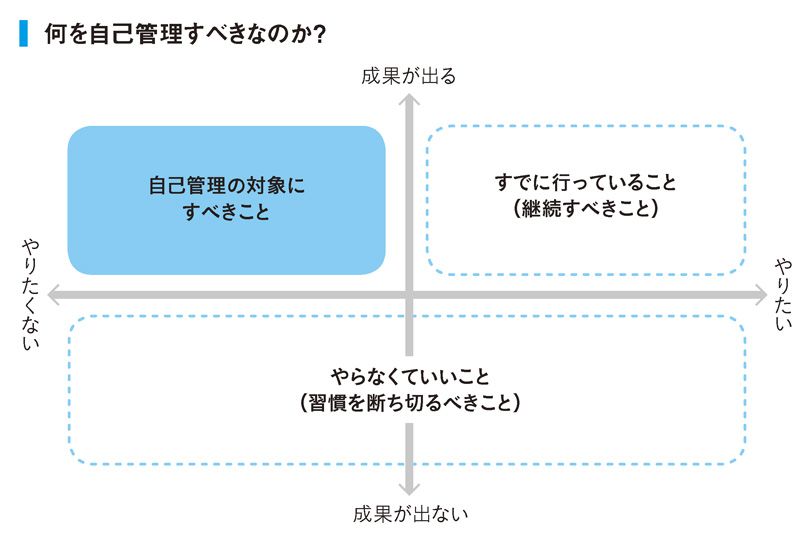 何を自己管理すべきなのか?
成果が出る
自己管理の対象に
すべきこと
すでに行っていること
(継続すべきこと)
やりたくない
やりたい
やらなくていいこと
(習慣を断ち切るべきこと)
成果が出ない